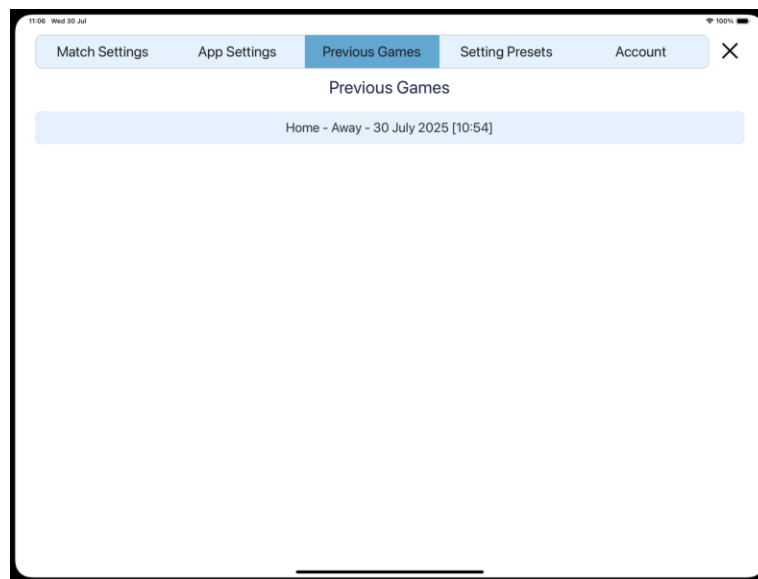 11:06 Wed 30 Jul 100%
Match Settings App Settings Previous Games Setting Presets Account
Previous Games
Home - Away - 30 July 2025 [10:54]